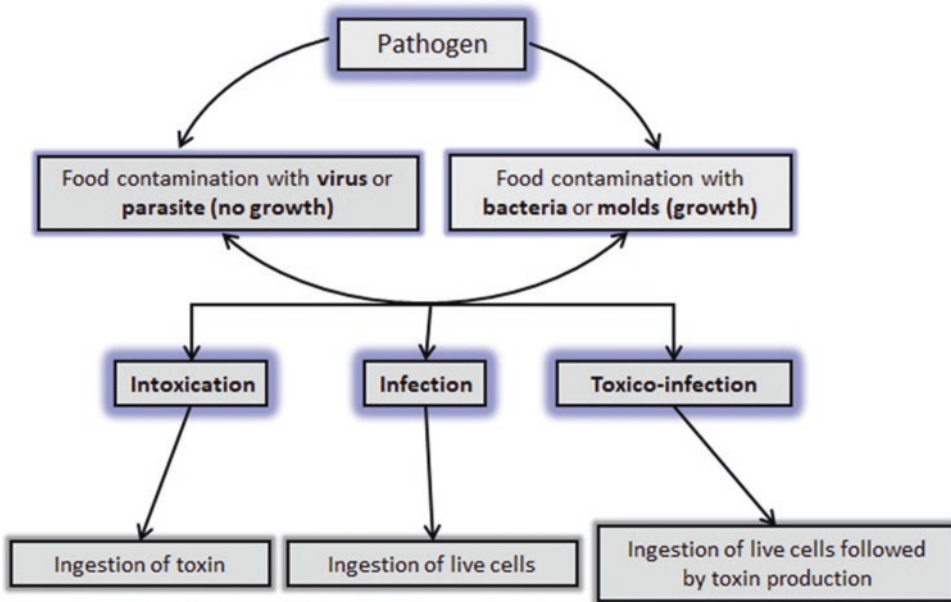 Pathogen
Food contamination with virus or
parasite (no growth)
Food contamination with
bacteria or molds (growth)
Intoxication
Infection
Toxico-infection
Ingestion of toxin
Ingestion of live cells
Ingestion of live cells followed
by toxin production